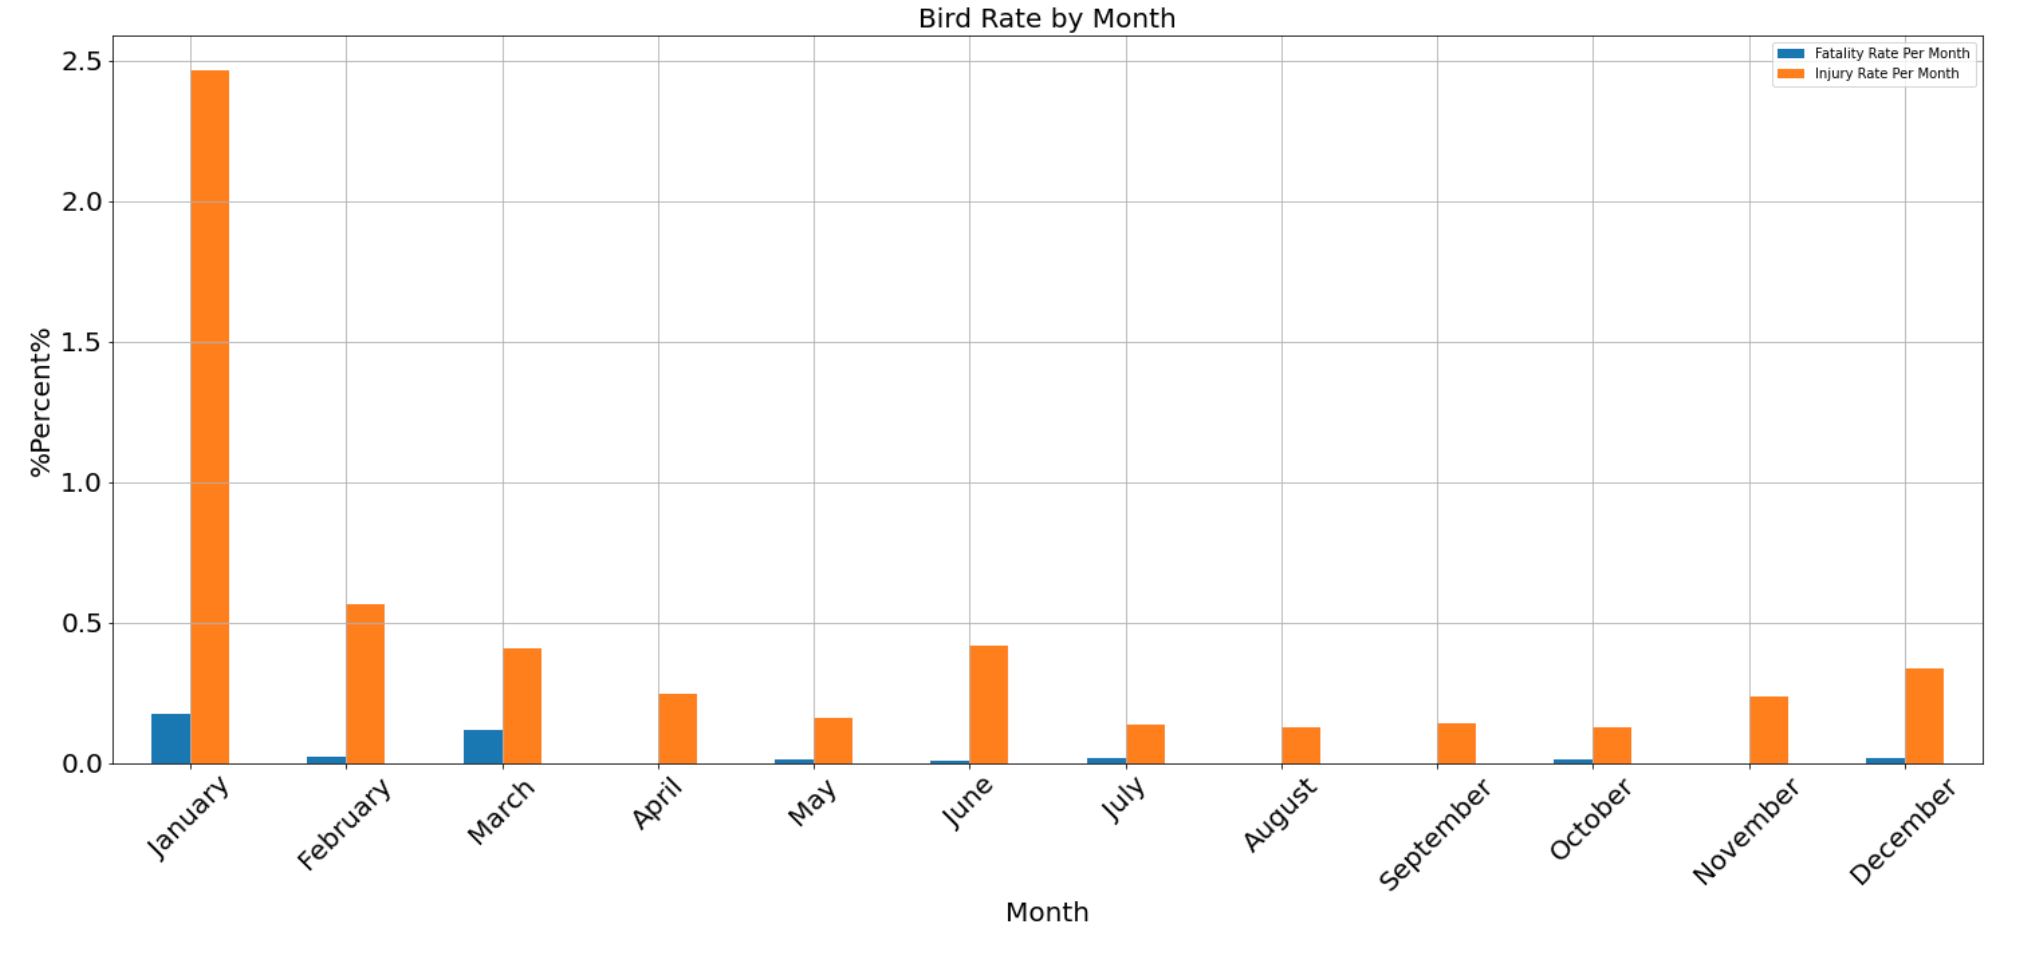 Bird Rate by Month
Fatality Rate Per Month
Injury Rate Per Month
%Percent%
2.5
2.0
1.5
1.0
0.5
0.0
January
February
March
April
May
June
July
August
September
October
November
December
Month